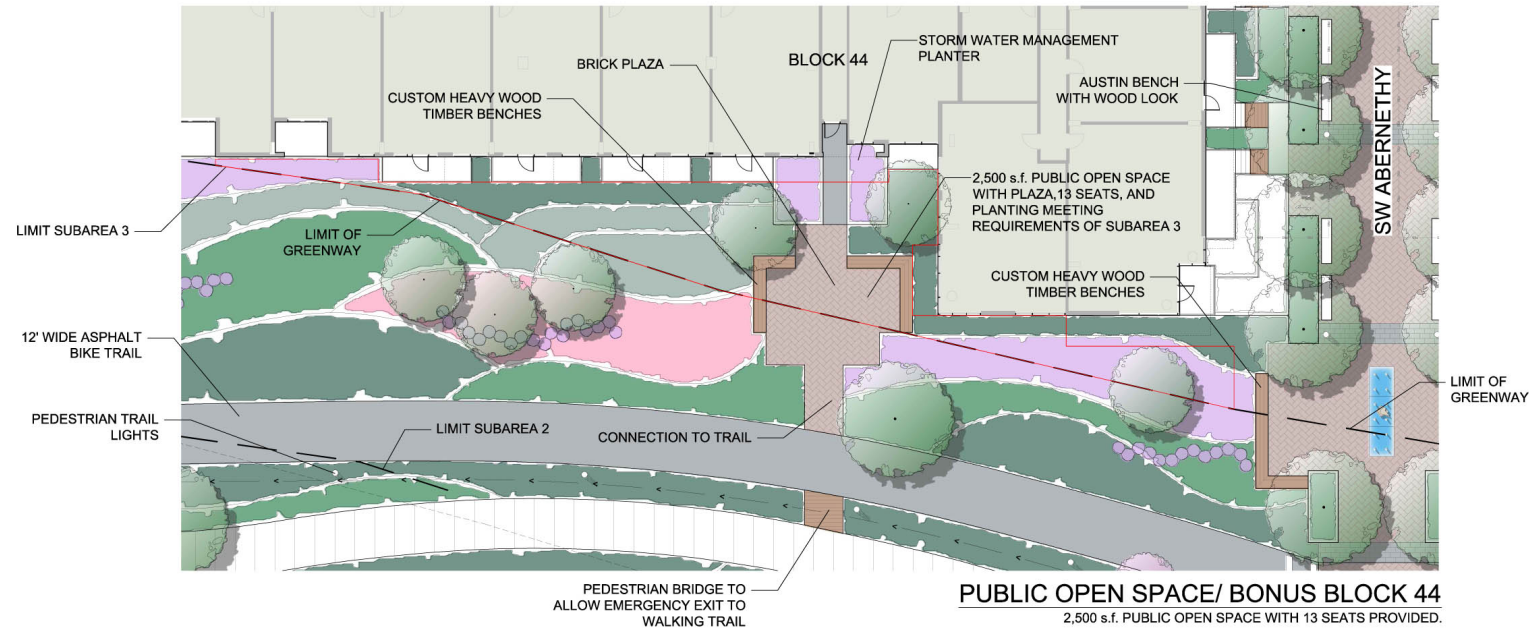 STORM WATER MANAGEMENT
PLANTER
BLOCK 44
BRICK PLAZA
AUSTIN BENCH
WITH WOOD LOOK
CUSTOM HEAVY WOOD
TIMBER BENCHES
SW ABERNETHY
2,500 s.f. PUBLIC OPEN SPACE
WITH PLAZA,13 SEATS, AND
PLANTING MEETING
REQUIREMENTS OF SUBAREA 3
LIMIT SUBAREA 3
LIMIT OF
GREENWAY
CUSTOM HEAVY WOOD
TIMBER BENCHES
12' WIDE ASPHALT
BIKE TRAIL
LIMIT OF
GREENWAY
PEDESTRIAN TRAIL
LIGHTS
LIMIT SUBAREA 2
CONNECTION TO TRAIL
PEDESTRIAN BRIDGE TO
ALLOW EMERGENCY EXIT TO
WALKING TRAIL
PUBLIC OPEN SPACE/ BONUS BLOCK 44
2,500 s.f. PUBLIC OPEN SPACE WITH 13 SEATS PROVIDED.